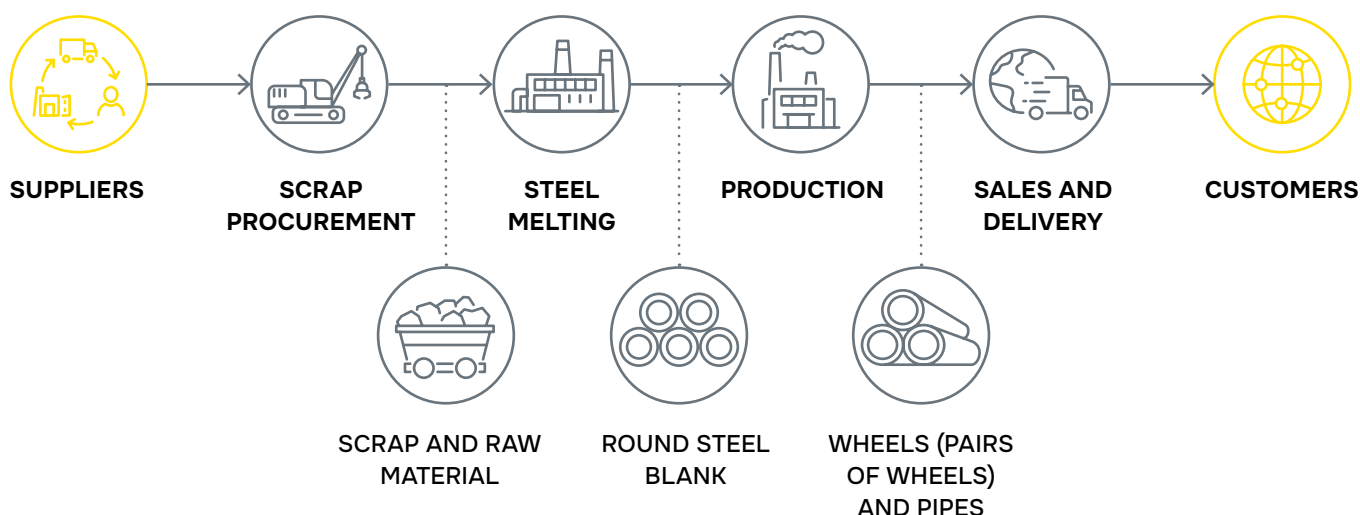 SUPPLIERS
SCRAP
PROCUREMENT
STEEL
MELTING
PRODUCTION
SALES AND
DELIVERY
CUSTOMERS
SCRAP AND RAW
MATERIAL
ROUND STEEL
BLANK
WHEELS (PAIRS
OF WHEELS)
AND PIPES